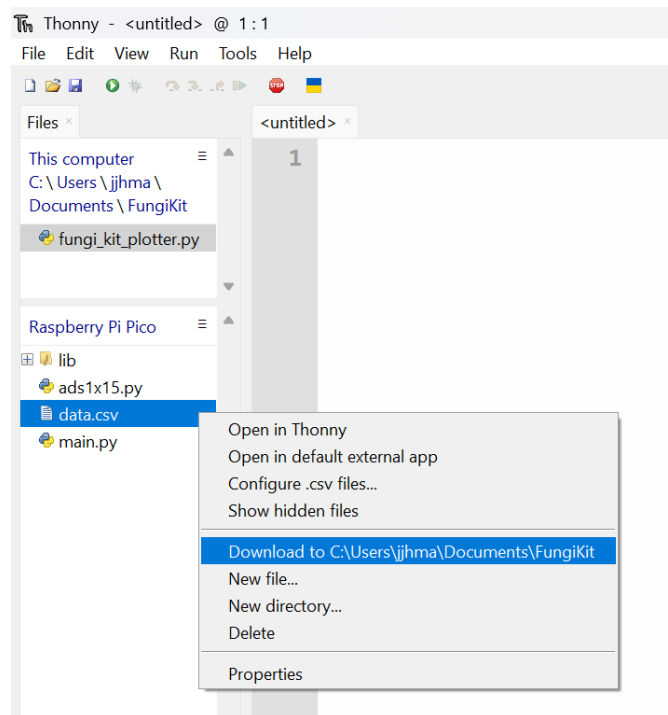 Th Thonny - <untitled> @ 1 : 1
File Edit View Run Tools Help
STOP
Files ×
<untitled> ×
This computer ≡
C: \ Users \ jjhma \
Documents \ FungiKit
fungi_kit_plotter.py
1
Raspberry Pi Pico ≡
lib
ads1x15.py
data.csv
main.py
Open in Thonny
Open in default external app
Configure .csv files...
Show hidden files
Download to C:\Users\jjhma\Documents\FungiKit
New file...
New directory...
Delete
Properties